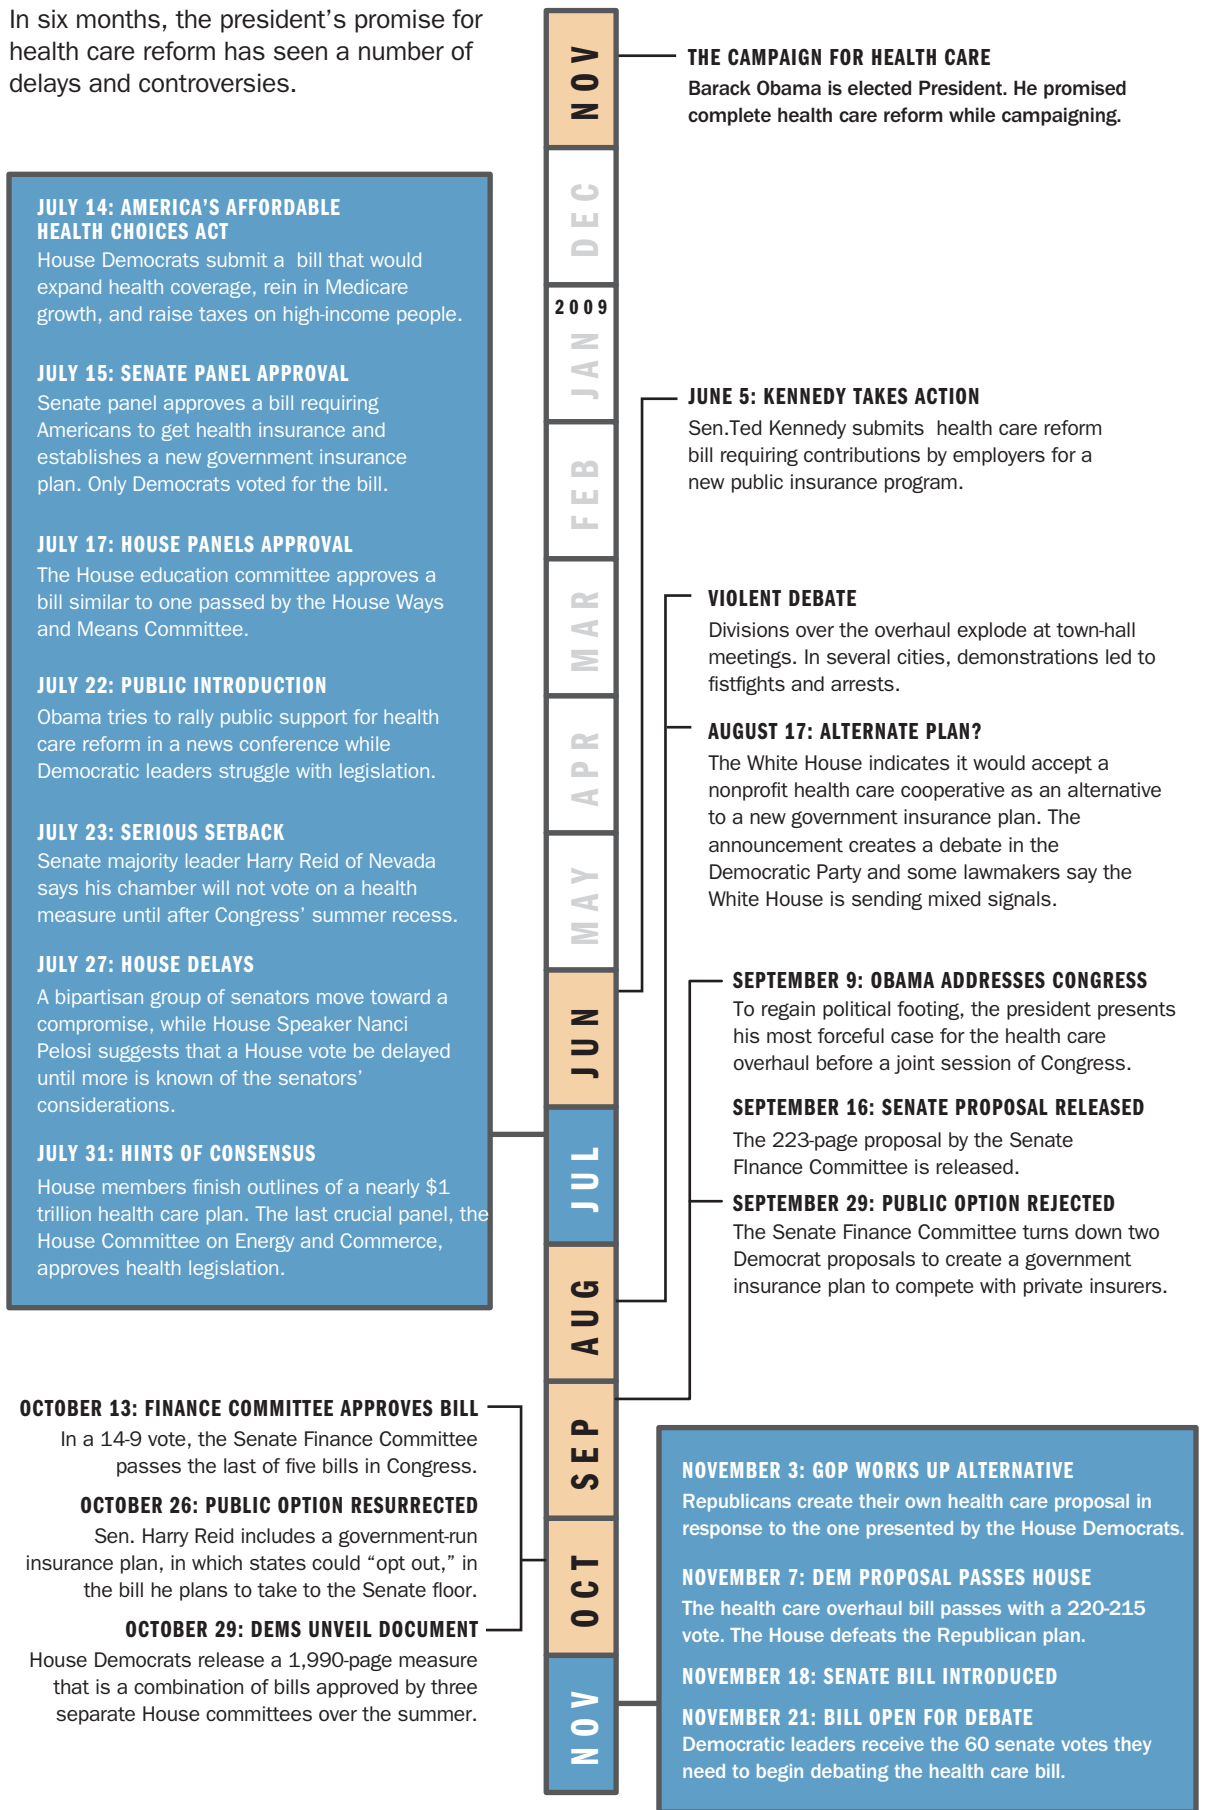 In six months, the president’s promise for
health care reform has seen a number of
delays and controversies.
NOV
THE CAMPAIGN FOR HEALTH CARE
Barack Obama is elected President. He promised
complete health care reform while campaigning.
DEC
2009
JAN
FEB
MAR
APR
MAY
JUN
JUNE 5: KENNEDY TAKES ACTION
Sen.Ted Kennedy submits  health care reform
bill requiring contributions by employers for a
new public insurance program.
JUL
JULY 14: AMERICA’S AFFORDABLE
HEALTH CHOICES ACT
House Democrats submit a  bill that would
expand health coverage, rein in Medicare
growth, and raise taxes on high-income people.
JULY 15: SENATE PANEL APPROVAL
Senate panel approves a bill requiring
Americans to get health insurance and
establishes a new government insurance
plan. Only Democrats voted for the bill.
JULY 17: HOUSE PANELS APPROVAL
The House education committee approves a
bill similar to one passed by the House Ways
and Means Committee.
JULY 22: PUBLIC INTRODUCTION
Obama tries to rally public support for health
care reform in a news conference while
Democratic leaders struggle with legislation.
JULY 23: SERIOUS SETBACK
Senate majority leader Harry Reid of Nevada
says his chamber will not vote on a health
measure until after Congress’ summer recess.
JULY 27: HOUSE DELAYS
A bipartisan group of senators move toward a
compromise, while House Speaker Nanci
Pelosi suggests that a House vote be delayed
until more is known of the senators’
considerations.
JULY 31: HINTS OF CONSENSUS
House members finish outlines of a nearly $1
trillion health care plan. The last crucial panel, the
House Committee on Energy and Commerce,
approves health legislation.
AUG
VIOLENT DEBATE
Divisions over the overhaul explode at town-hall
meetings. In several cities, demonstrations led to
fistfights and arrests.
AUGUST 17: ALTERNATE PLAN?
The White House indicates it would accept a
nonprofit health care cooperative as an alternative
to a new government insurance plan. The
announcement creates a debate in the
Democratic Party and some lawmakers say the
White House is sending mixed signals.
SEP
SEPTEMBER 9: OBAMA ADDRESSES CONGRESS
To regain political footing, the president presents
his most forceful case for the health care
overhaul before a joint session of Congress.
SEPTEMBER 16: SENATE PROPOSAL RELEASED
The 223-page proposal by the Senate
FInance Committee is released.
SEPTEMBER 29: PUBLIC OPTION REJECTED
The Senate Finance Committee turns down two
Democrat proposals to create a government
insurance plan to compete with private insurers.
OCT
OCTOBER 13: FINANCE COMMITTEE APPROVES BILL
In a 14-9 vote, the Senate Finance Committee
passes the last of five bills in Congress.
OCTOBER 26: PUBLIC OPTION RESURRECTED
Sen. Harry Reid includes a government-run
insurance plan, in which states could “opt out,” in
the bill he plans to take to the Senate floor.
OCTOBER 29: DEMS UNVEIL DOCUMENT
House Democrats release a 1,990-page measure
that is a combination of bills approved by three
separate House committees over the summer.
NOV
NOVEMBER 3: GOP WORKS UP ALTERNATIVE
Republicans create their own health care proposal in
response to the one presented by the House Democrats.
NOVEMBER 7: DEM PROPOSAL PASSES HOUSE
The health care overhaul bill passes with a 220-215
vote. The House defeats the Republican plan.
NOVEMBER 18: SENATE BILL INTRODUCED
NOVEMBER 21: BILL OPEN FOR DEBATE
Democratic leaders receive the 60 senate votes they
need to begin debating the health care bill.